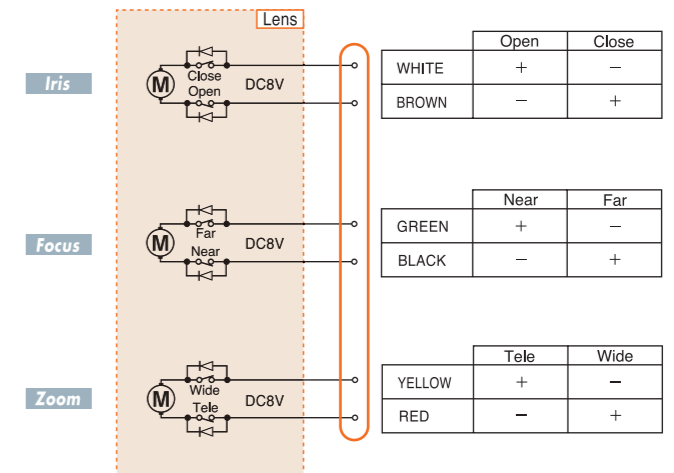 Lens
Open Close
Iris M Close DC8V WHITE + −
Open BROWN − +
Near Far
Focus M Far DC8V GREEN + −
Near BLACK − +
Tele Wide
Zoom M Wide DC8V YELLOW + −
Tele RED − +